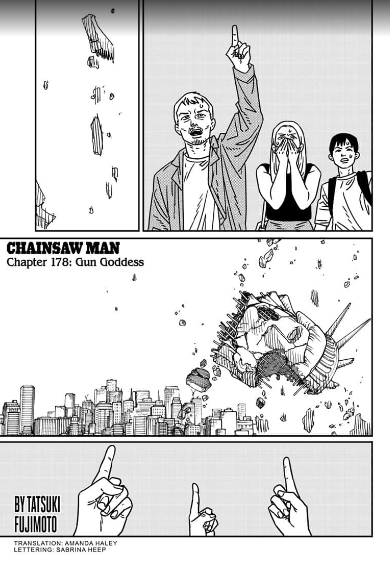 CHAINSAW MAN
Chapter 178: Gun Goddess
BY TATSUKI
FUJIMOTO
TRANSLATION: AMANDA HALEY
LETTERING: SABRINA HEEP